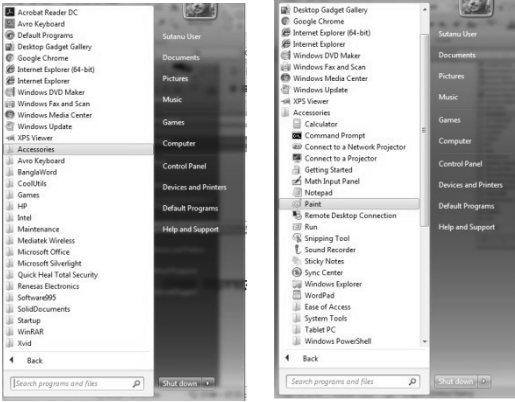 Acrobat Reader DC
Avro Keyboard
Default Programs
Desktop Gadget Gallery
Google Chrome
Internet Explorer (64-bit)
Internet Explorer
Windows DVD Maker
Windows Fax and Scan
Windows Media Center
Windows Update
XPS Viewer
Accessories
Avro Keyboard
BanglaWord
CoolUtils
Games
HP
Intel
Maintenance
Mediatek Wireless
Microsoft Office
Microsoft Silverlight
Quick Heal Total Security
Renesas Electronics
Software995
SolidDocuments
Startup
WinRAR
Xvid
Back
Search programs and files
Sutanu User
Documents
Pictures
Music
Games
Computer
Control Panel
Devices and Printers
Default Programs
Help and Support
Shut down
Desktop Gadget Gallery
Google Chrome
Internet Explorer (64-bit)
Internet Explorer
Windows DVD Maker
Windows Fax and Scan
Windows Media Center
Windows Update
XPS Viewer
Accessories
Calculator
Command Prompt
Connect to a Network Projector
Connect to a Projector
Getting Started
Math Input Panel
Notepad
Paint
Remote Desktop Connection
Run
Snipping Tool
Sound Recorder
Sticky Notes
Sync Center
Windows Explorer
WordPad
Ease of Access
System Tools
Tablet PC
Windows PowerShell
Back
Search programs and files
Sutanu User
Documents
Pictures
Music
Games
Computer
Control Panel
Devices and Printers
Default Programs
Help and Support
Shut down